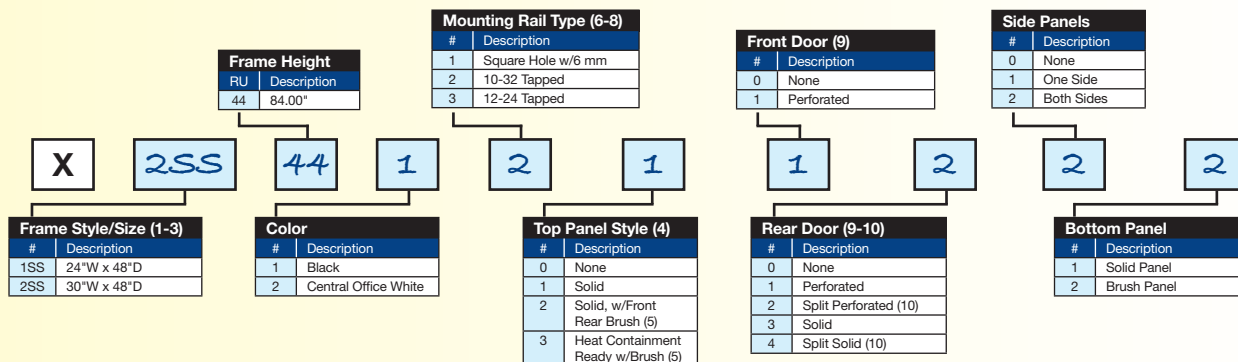 Mounting Rail Type (6-8)
# Description
1 Square Hole w/6 mm
2 10-32 Tapped
3 12-24 Tapped
Side Panels
# Description
0 None
1 One Side
2 Both Sides
Front Door (9)
# Description
0 None
1 Perforated
Frame Height
RU Description
44 84.00"
X 2SS 44 1 2 1 1 2 2 2
Frame Style/Size (1-3)
# Description
1SS 24"W x 48"D
2SS 30"W x 48"D
Color
# Description
1 Black
2 Central Office White
Top Panel Style (4)
# Description
0 None
1 Solid
2 Solid, w/Front
Rear Brush (5)
3 Heat Containment
Ready w/Brush (5)
Rear Door (9-10)
# Description
0 None
1 Perforated
2 Split Perforated (10)
3 Solid
4 Split Solid (10)
Bottom Panel
# Description
1 Solid Panel
2 Brush Panel